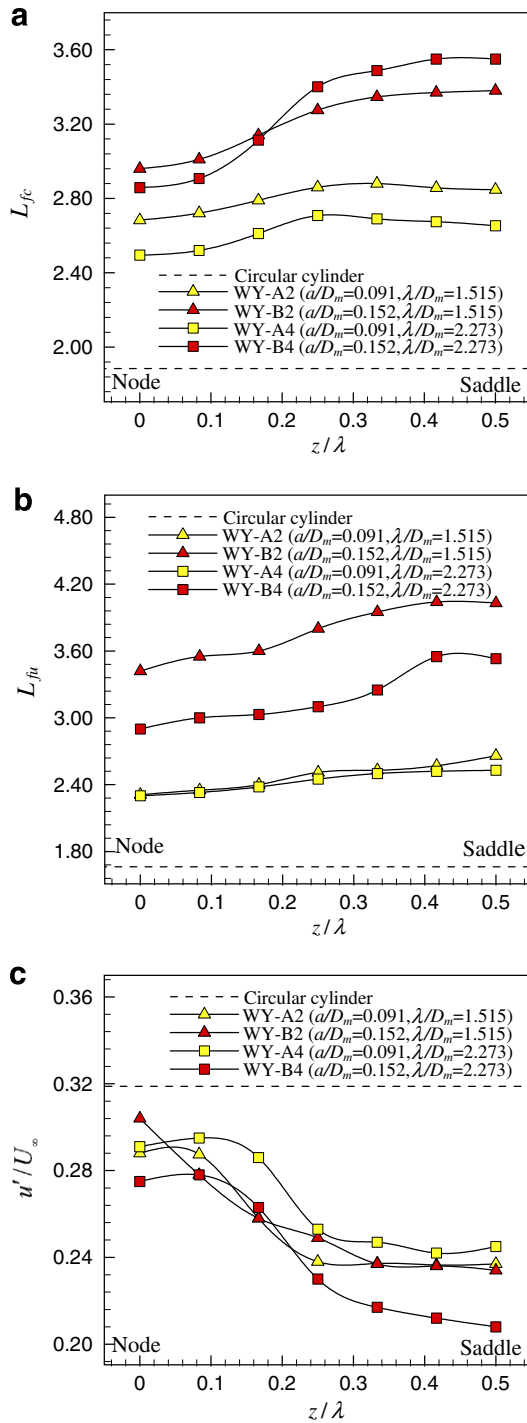 a
3.60
3.20
2.80
2.40
2.00
L_fc
Circular cylinder
WY-A2 (a/D_m=0.091,λ/D_m=1.515)
WY-B2 (a/D_m=0.152,λ/D_m=1.515)
WY-A4 (a/D_m=0.091,λ/D_m=2.273)
WY-B4 (a/D_m=0.152,λ/D_m=2.273)
Node Saddle
0 0.1 0.2 0.3 0.4 0.5
z/λ
b
4.80
4.20
3.60
3.00
2.40
1.80
L_fu
Circular cylinder
WY-A2 (a/D_m=0.091,λ/D_m=1.515)
WY-B2 (a/D_m=0.152,λ/D_m=1.515)
WY-A4 (a/D_m=0.091,λ/D_m=2.273)
WY-B4 (a/D_m=0.152,λ/D_m=2.273)
Node Saddle
0 0.1 0.2 0.3 0.4 0.5
z/λ
c
0.36
0.32
0.28
0.24
0.20
u'/U_∞
Circular cylinder
WY-A2 (a/D_m=0.091,λ/D_m=1.515)
WY-B2 (a/D_m=0.152,λ/D_m=1.515)
WY-A4 (a/D_m=0.091,λ/D_m=2.273)
WY-B4 (a/D_m=0.152,λ/D_m=2.273)
Node Saddle
0 0.1 0.2 0.3 0.4 0.5
z/λ